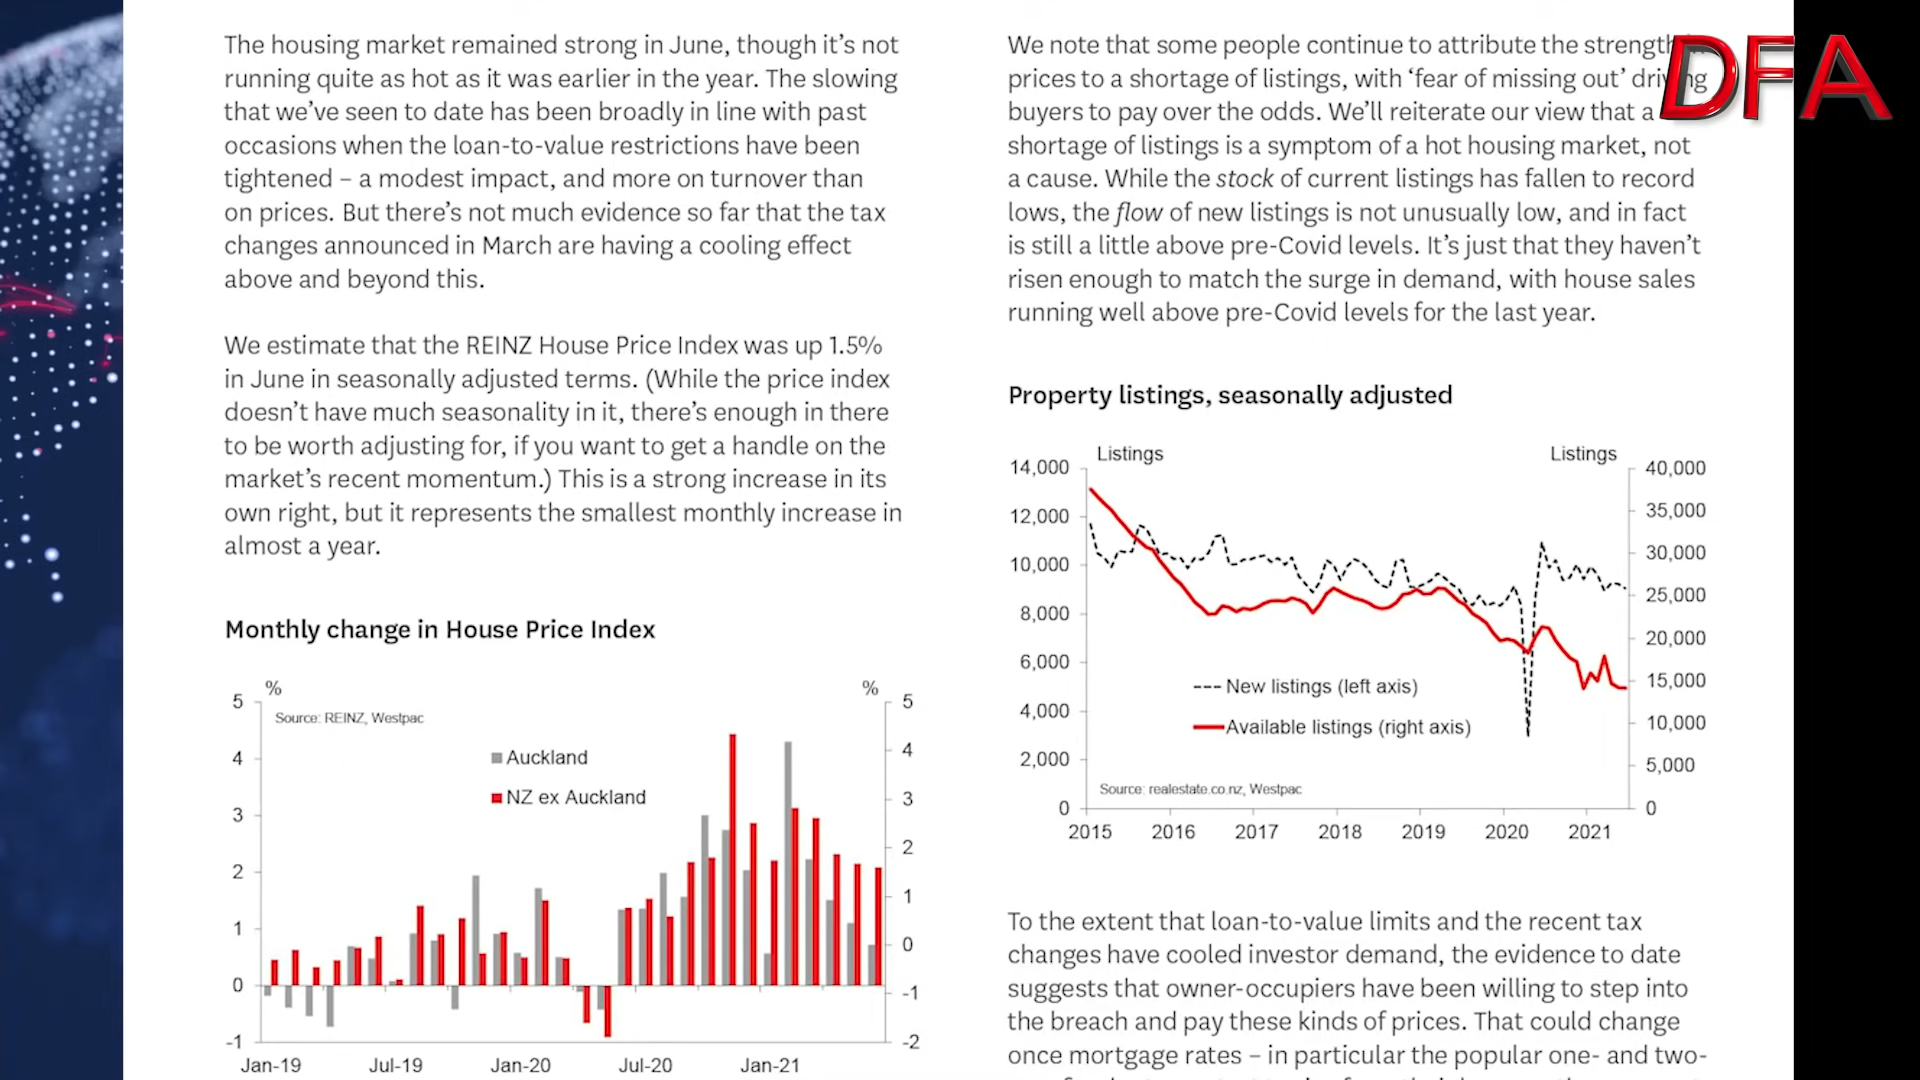 The housing market remained strong in June, though it's not
running quite as hot as it was earlier in the year. The slowing
that we've seen to date has been broadly in line with past
occasions when the loan-to-value restrictions have been
tightened – a modest impact, and more on turnover than
on prices. But there's not much evidence so far that the tax
changes announced in March are having a cooling effect
above and beyond this.
We estimate that the REINZ House Price Index was up 1.5%
in June in seasonally adjusted terms. (While the price index
doesn't have much seasonality in it, there's enough in there
to be worth adjusting for, if you want to get a handle on the
market's recent momentum.) This is a strong increase in its
own right, but it represents the smallest monthly increase in
almost a year.
Monthly change in House Price Index
% %
5 5
Source: REINZ, Westpac
Auckland
4 4
NZ ex Auckland
3 3
2 2
1 1
0 0
-1
-1 -2
Jan-19 Jul-19 Jan-20 Jul-20 Jan-21
We note that some people continue to attribute the strength
prices to a shortage of listings, with 'fear of missing out' driving
buyers to pay over the odds. We'll reiterate our view that a
shortage of listings is a symptom of a hot housing market, not
a cause. While the stock of current listings has fallen to record
lows, the flow of new listings is not unusually low, and in fact
is still a little above pre-Covid levels. It's just that they haven't
risen enough to match the surge in demand, with house sales
running well above pre-Covid levels for the last year.
Property listings, seasonally adjusted
Listings Listings
14,000 40,000
35,000
12,000
30,000
10,000
25,000
8,000
20,000
6,000
New listings (left axis)
15,000
4,000
Available listings (right axis)
10,000
2,000
5,000
Source: realestate.co.nz, Westpac
0 0
2015 2016 2017 2018 2019 2020 2021
To the extent that loan-to-value limits and the recent tax
changes have cooled investor demand, the evidence to date
suggests that owner-occupiers have been willing to step into
the breach and pay these kinds of prices. That could change
once mortgage rates – in particular the popular one- and two-
DFA